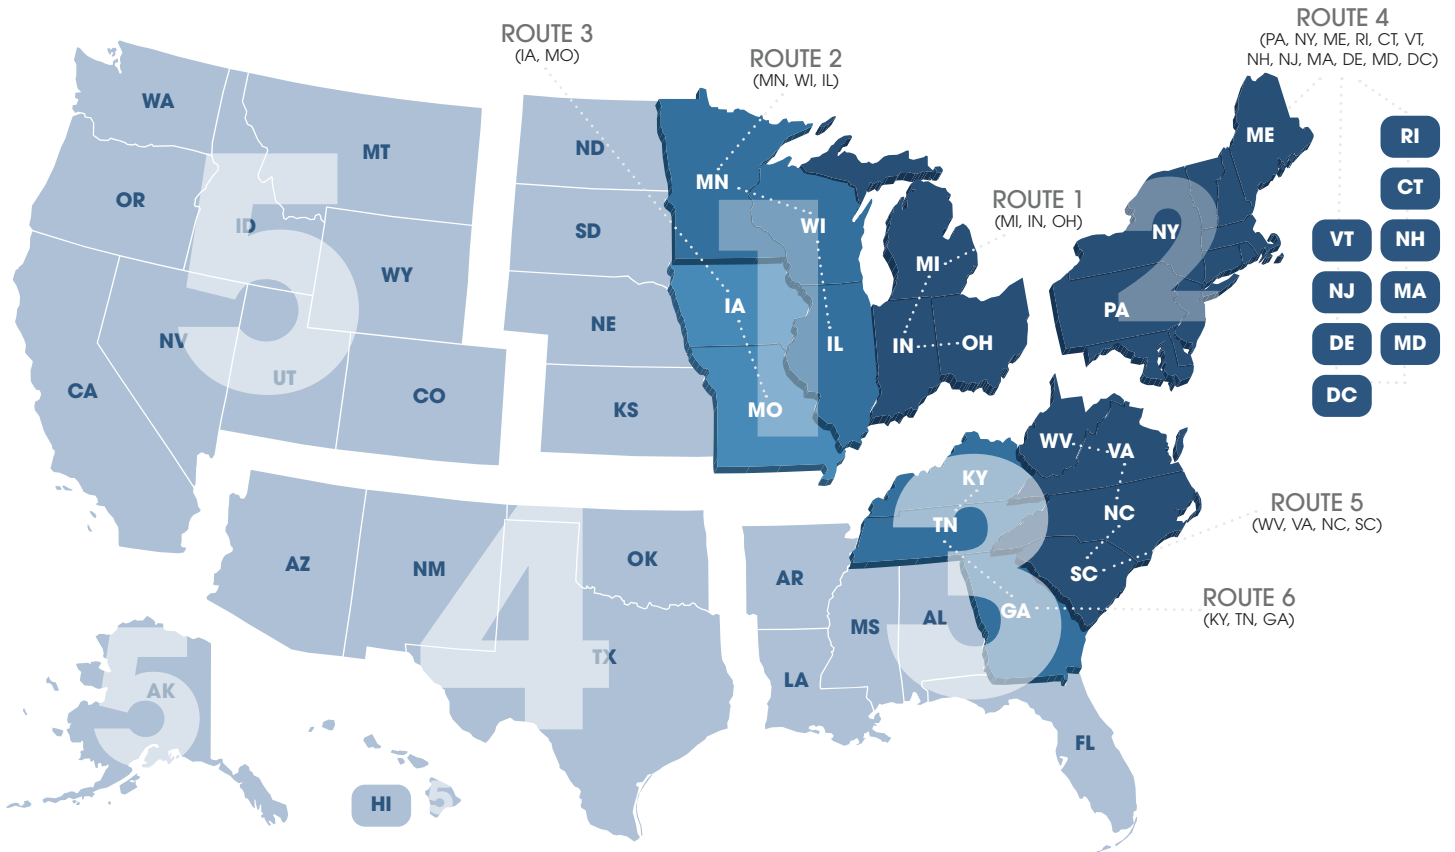 ROUTE 3
(IA, MO)
ROUTE 2
(MN, WI, IL)
ROUTE 4
(PA, NY, ME, RI, CT, VT,
NH, NJ, MA, DE, MD, DC)
ROUTE 1
(MI, IN, OH)
WA
MT
OR
ID
WY
NV
UT
CA
CO
5
ND
SD
NE
KS
MN
WI
IA
IL
MO
1
MI
IN
OH
ME
NY
PA
2
RI
CT
VT
NH
NJ
MA
DE
MD
DC
WV
VA
KY
TN
NC
SC
GA
3
ROUTE 5
(WV, VA, NC, SC)
ROUTE 6
(KY, TN, GA)
AZ
NM
OK
TX
4
AR
LA
MS
AL
FL
AK
5
HI
5